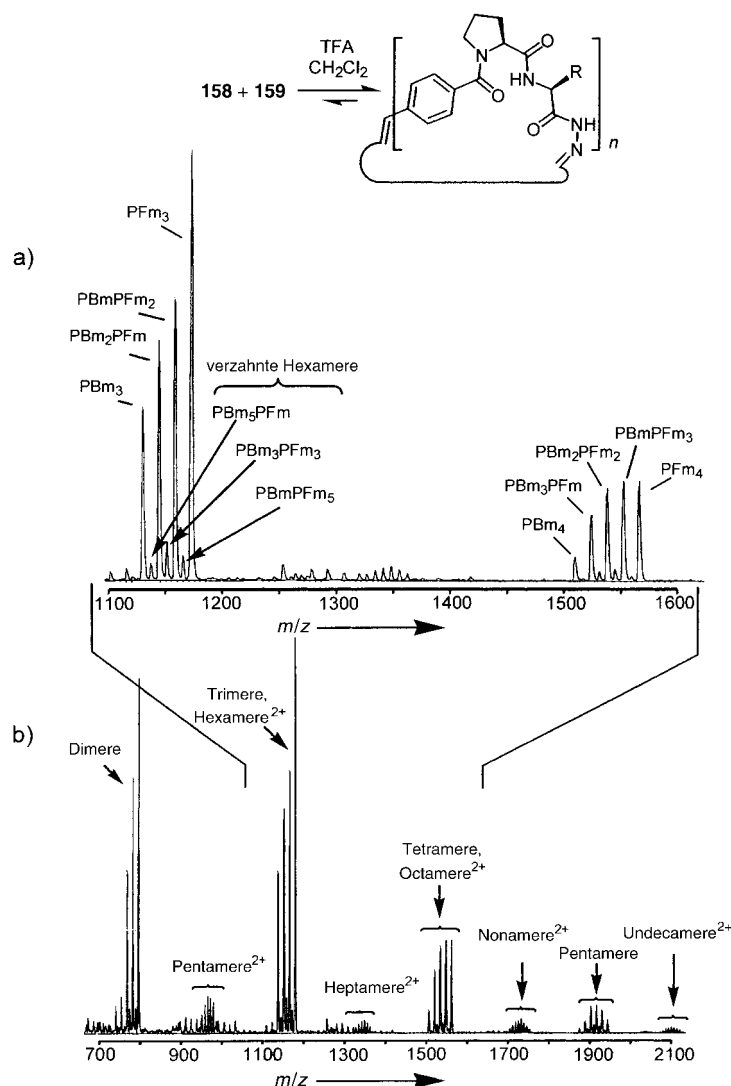 TFA
CH2Cl2
158 + 159
N
O
O
HN
R
O
NH
N
n
a)
PFm3
PBmPFm2
PBm2PFm
PBm3
verzahnte Hexamere
PBm5PFm
PBm3PFm3
PBmPFm5
PBmPFm3
PBm2PFm2
PFm4
PBm3PFm
PBm4
1100 1200 1300 1400 1500 1600
m/z
b)
Trimere,
Hexamere2+
Dimere
Tetramere,
Octamere2+
Pentamere2+
Heptamere2+
Nonamere2+
Pentamere
Undecamere2+
700 900 1100 1300 1500 1700 1900 2100
m/z